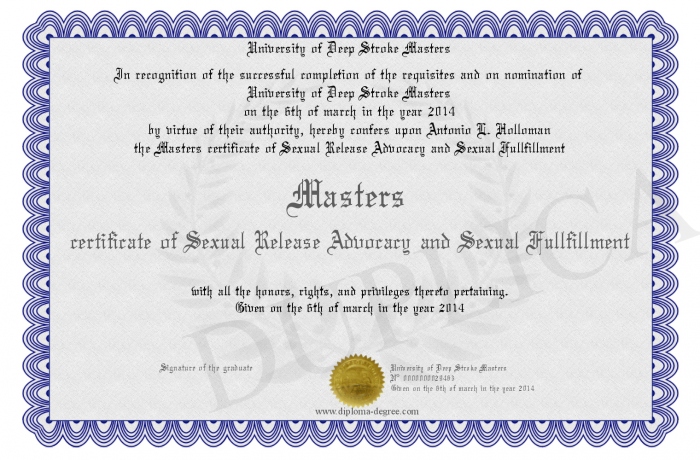 University of Deep Stroke Masters
In recognition of the successful completion of the requisites and on nomination of
University of Deep Stroke Masters
on the 6th of march in the year 2014
by virtue of their authority, hereby confers upon Antonio L. Holloman
the Masters certificate of Sexual Release Advocacy and Sexual Fullfillment
Masters
certificate of Sexual Release Advocacy and Sexual Fullfillment
DUPLICA
with all the honors, rights, and privileges thereto pertaining.
Given on the 6th of march in the year 2014
Signature of the graduate
University of Deep Stroke Masters
Given on the 6th of march in the year 2014
www.diploma-degree.com